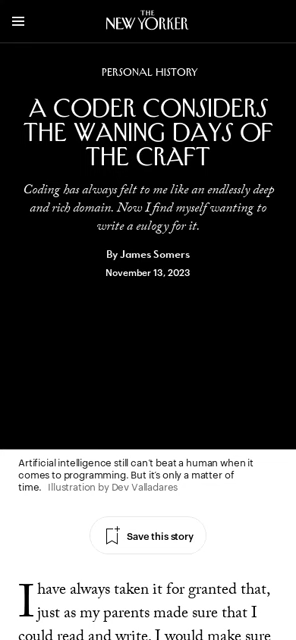 THE
NEW YORKER
PERSONAL HISTORY
A CODER CONSIDERS
THE WANING DAYS OF
THE CRAFT
Coding has always felt to me like an endlessly deep
and rich domain. Now I find myself wanting to
write a eulogy for it.
By James Somers
November 13, 2023
Artificial intelligence still can't beat a human when it
comes to programming. But it's only a matter of
time. Illustration by Dev Valladares
Save this story
I have always taken it for granted that,
just as my parents made sure that I
could read and write, I would make sure